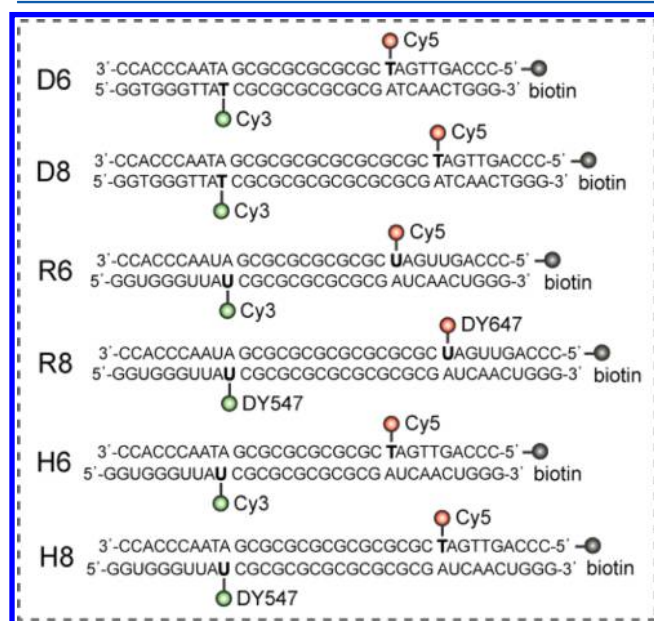 Cy5
D6
3'-CCACCCAATA GCGCGCGCGCGC TAGTTGACCC-5'
5'-GGTGGGTTAT CGCGCGCGCGCG ATCAACTGGG-3' biotin
Cy3
Cy5
D8
3'-CCACCCAATA GCGCGCGCGCGCGCGC TAGTTGACCC-5'
5'-GGTGGGTTAT CGCGCGCGCGCGCGCG ATCAACTGGG-3' biotin
Cy3
Cy5
R6
3'-CCACCCAAUA GCGCGCGCGCGC UAGUUGACCC-5'
5'-GGUGGGUUAU CGCGCGCGCGCG AUCAACUGGG-3' biotin
Cy3
DY647
R8
3'-CCACCCAAUA GCGCGCGCGCGCGCGC UAGUUGACCC-5'
5'-GGUGGGUUAU CGCGCGCGCGCGCGCG AUCAACUGGG-3' biotin
DY547
Cy5
H6
3'-CCACCCAATA GCGCGCGCGCGC TAGTTGACCC-5'
5'-GGUGGGUUAU CGCGCGCGCGCG AUCAACUGGG-3' biotin
Cy3
Cy5
H8
3'-CCACCCAATA GCGCGCGCGCGCGCGC TAGTTGACCC-5'
5'-GGUGGGUUAU CGCGCGCGCGCGCGCG AUCAACUGGG-3' biotin
DY547